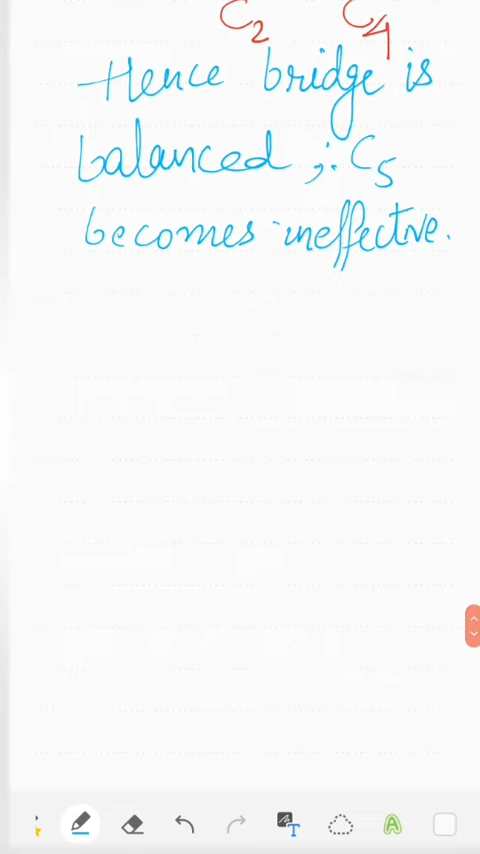 C2 C4
Hence bridge is
balanced, ∴ C5
becomes ineffective.